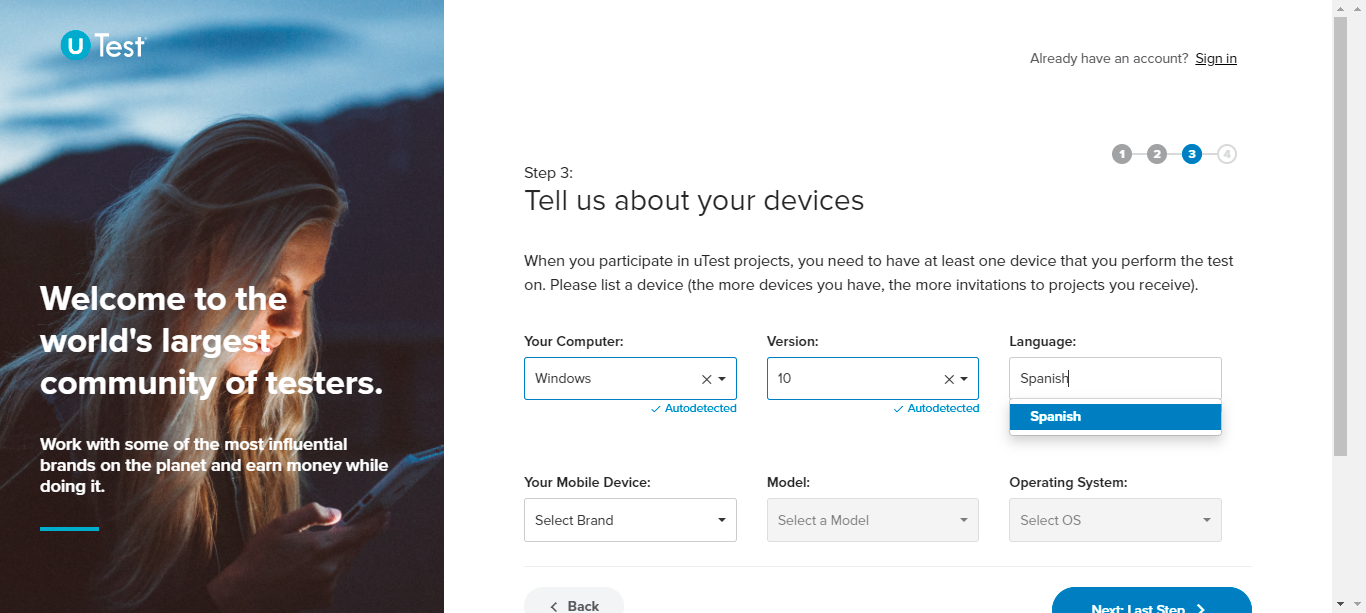 uTest
Already have an account? Sign in
1 2 3 4
Step 3:
Tell us about your devices
When you participate in uTest projects, you need to have at least one device that you perform the test
on. Please list a device (the more devices you have, the more invitations to projects you receive).
Welcome to the
world's largest
community of testers.
Work with some of the most influential
brands on the planet and earn money while
doing it.
Your Computer: Version: Language:
Windows 10 Spanish
Autodetected Autodetected Spanish
Your Mobile Device: Model: Operating System:
Select Brand Select a Model Select OS
Back Next: Last Step